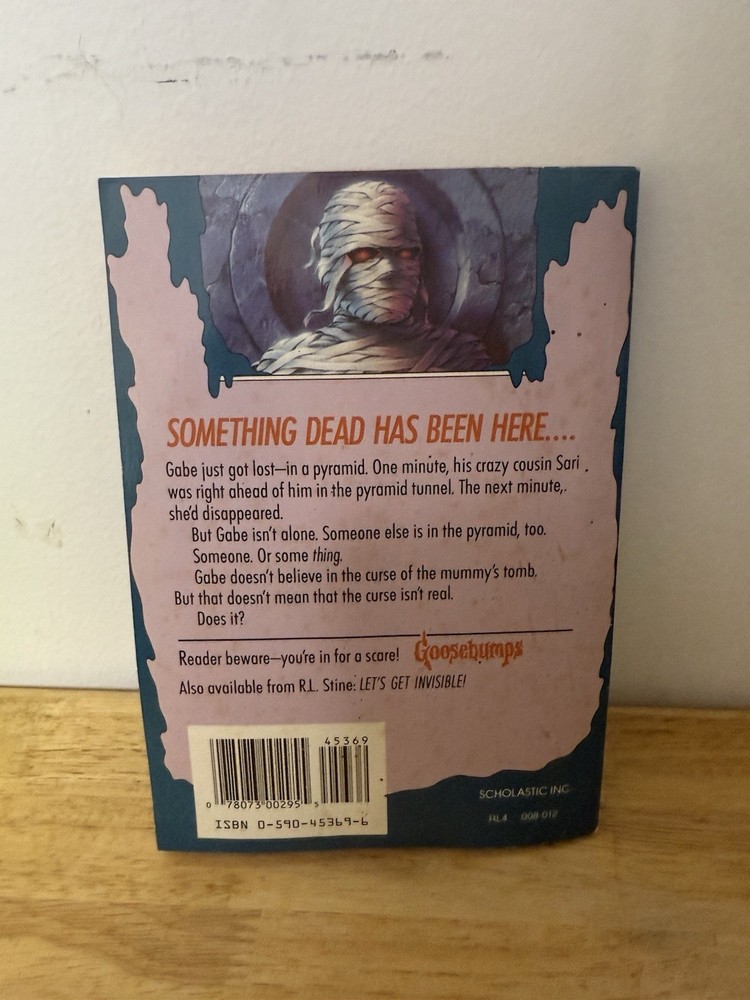 SOMETHING DEAD HAS BEEN HERE....
Gabe just got lost—in a pyramid. One minute, his crazy cousin Sari
was right ahead of him in the pyramid tunnel. The next minute,
she'd disappeared.
But Gabe isn't alone. Someone else is in the pyramid, too.
Someone. Or some thing.
Gabe doesn't believe in the curse of the mummy's tomb.
But that doesn't mean that the curse isn't real.
Does it?
Reader beware—you're in for a scare! Goosebumps
Also available from R.L. Stine: LET'S GET INVISIBLE!
45369
0 78073 00295 5
ISBN 0-590-45369-6
SCHOLASTIC INC.
RL4 008-012